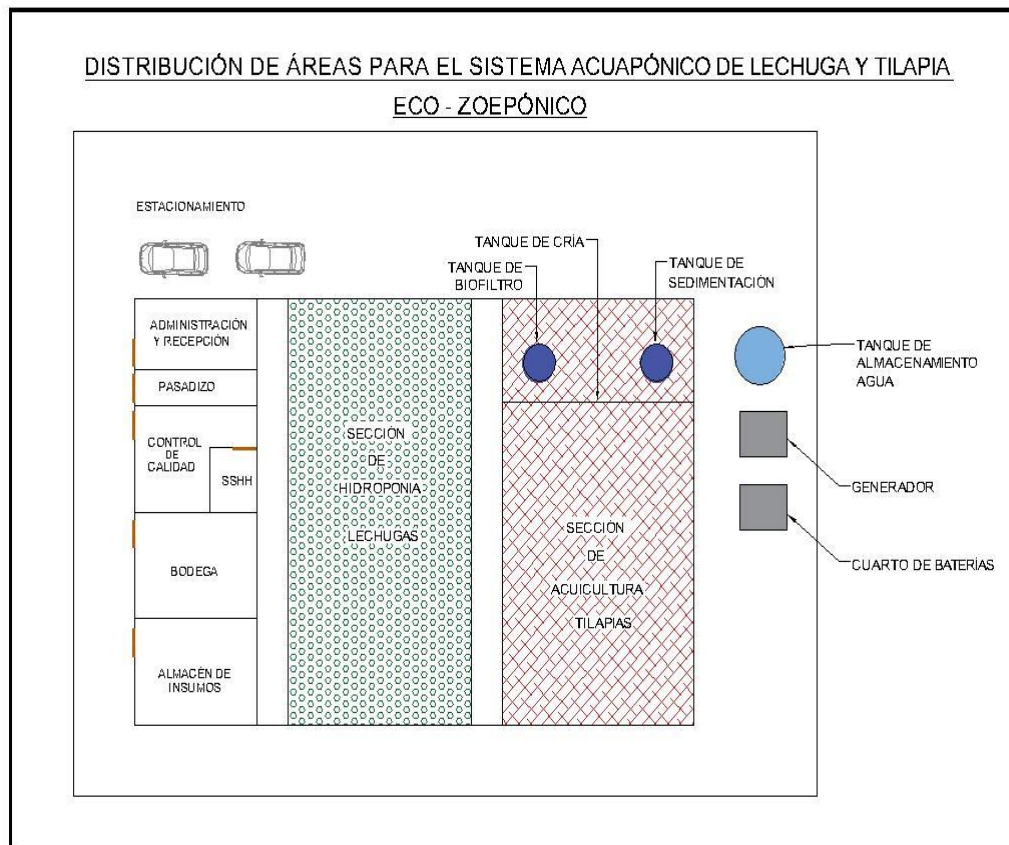 DISTRIBUCIÓN DE ÁREAS PARA EL SISTEMA ACUAPÓNICO DE LECHUGA Y TILAPIA
ECO - ZOEPÓNICO
ESTACIONAMIENTO
TANQUE DE CRÍA
TANQUE DE
BIOFILTRO
TANQUE DE
SEDIMENTACIÓN
ADMINISTRACIÓN
Y RECEPCIÓN
PASADIZO
CONTROL
DE
CALIDAD
SSHH
BODEGA
ALMACÉN DE
INSUMOS
SECCIÓN
DE
HIDROPONIA
LECHUGAS
SECCIÓN
DE
ACUICULTURA
TILAPIAS
TANQUE DE
ALMACENAMIENTO
AGUA
GENERADOR
CUARTO DE BATERÍAS